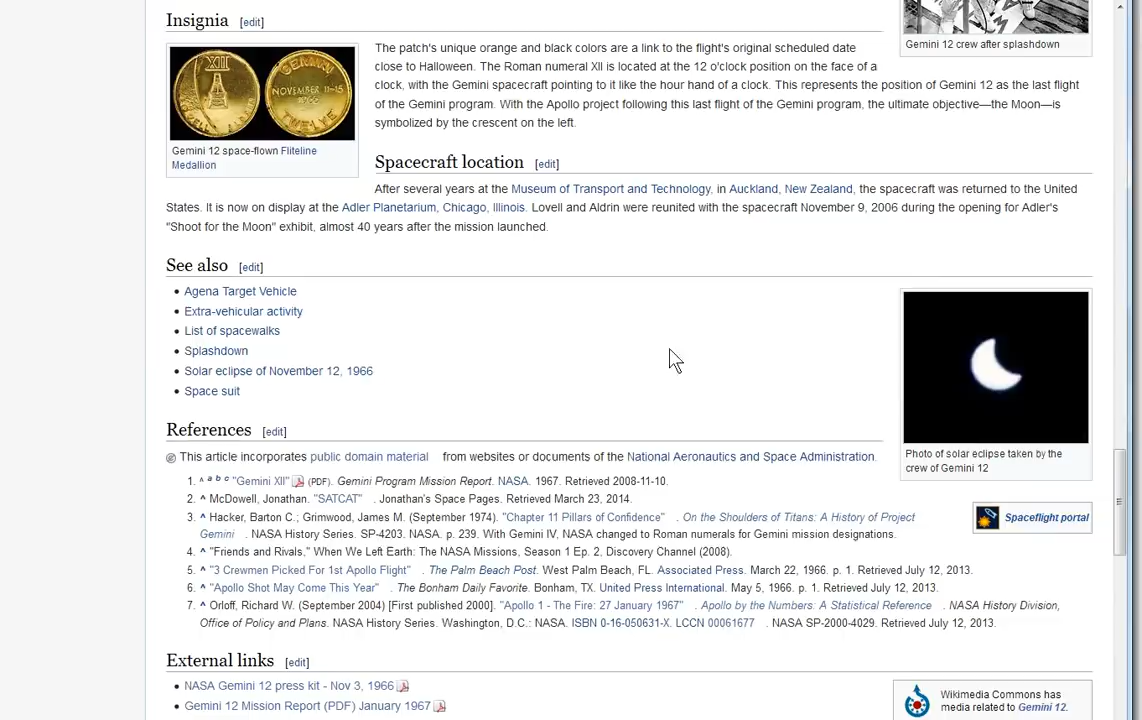 Insignia [edit]
Gemini 12 crew after splashdown
The patch's unique orange and black colors are a link to the flight's original scheduled date
close to Halloween. The Roman numeral XII is located at the 12 o'clock position on the face of a
clock, with the Gemini spacecraft pointing to it like the hour hand of a clock. This represents the position of Gemini 12 as the last flight
of the Gemini program. With the Apollo project following this last flight of the Gemini program, the ultimate objective—the Moon—is
symbolized by the crescent on the left.
XII
LOVELL ALDRIN
GEMINI
NOVEMBER 11-15
1966
TWELVE
Gemini 12 space-flown Fliteline
Medallion
Spacecraft location [edit]
After several years at the Museum of Transport and Technology, in Auckland, New Zealand, the spacecraft was returned to the United
States. It is now on display at the Adler Planetarium, Chicago, Illinois. Lovell and Aldrin were reunited with the spacecraft November 9, 2006 during the opening for Adler's
"Shoot for the Moon" exhibit, almost 40 years after the mission launched.
See also [edit]
• Agena Target Vehicle
• Extra-vehicular activity
• List of spacewalks
• Splashdown
• Solar eclipse of November 12, 1966
• Space suit
Photo of solar eclipse taken by the
crew of Gemini 12
References [edit]
This article incorporates public domain material from websites or documents of the National Aeronautics and Space Administration.
Spaceflight portal
1. ^ a b c "Gemini XII" (PDF). Gemini Program Mission Report. NASA. 1967. Retrieved 2008-11-10.
2. ^ McDowell, Jonathan. "SATCAT" . Jonathan's Space Pages. Retrieved March 23, 2014.
3. ^ Hacker, Barton C.; Grimwood, James M. (September 1974). "Chapter 11 Pillars of Confidence" . On the Shoulders of Titans: A History of Project
Gemini . NASA History Series. SP-4203. NASA. p. 239. With Gemini IV, NASA changed to Roman numerals for Gemini mission designations.
4. ^ "Friends and Rivals," When We Left Earth: The NASA Missions, Season 1 Ep. 2, Discovery Channel (2008).
5. ^ "3 Crewmen Picked For 1st Apollo Flight" . The Palm Beach Post. West Palm Beach, FL. Associated Press. March 22, 1966. p. 1. Retrieved July 12, 2013.
6. ^ "Apollo Shot May Come This Year" . The Bonham Daily Favorite. Bonham, TX. United Press International. May 5, 1966. p. 1. Retrieved July 12, 2013.
7. ^ Orloff, Richard W. (September 2004) [First published 2000]. "Apollo 1 - The Fire: 27 January 1967" . Apollo by the Numbers: A Statistical Reference . NASA History Division,
Office of Policy and Plans. NASA History Series. Washington, D.C.: NASA. ISBN 0-16-050631-X. LCCN 00061677 . NASA SP-2000-4029. Retrieved July 12, 2013.
External links [edit]
• NASA Gemini 12 press kit - Nov 3, 1966
• Gemini 12 Mission Report (PDF) January 1967
Wikimedia Commons has
media related to Gemini 12.